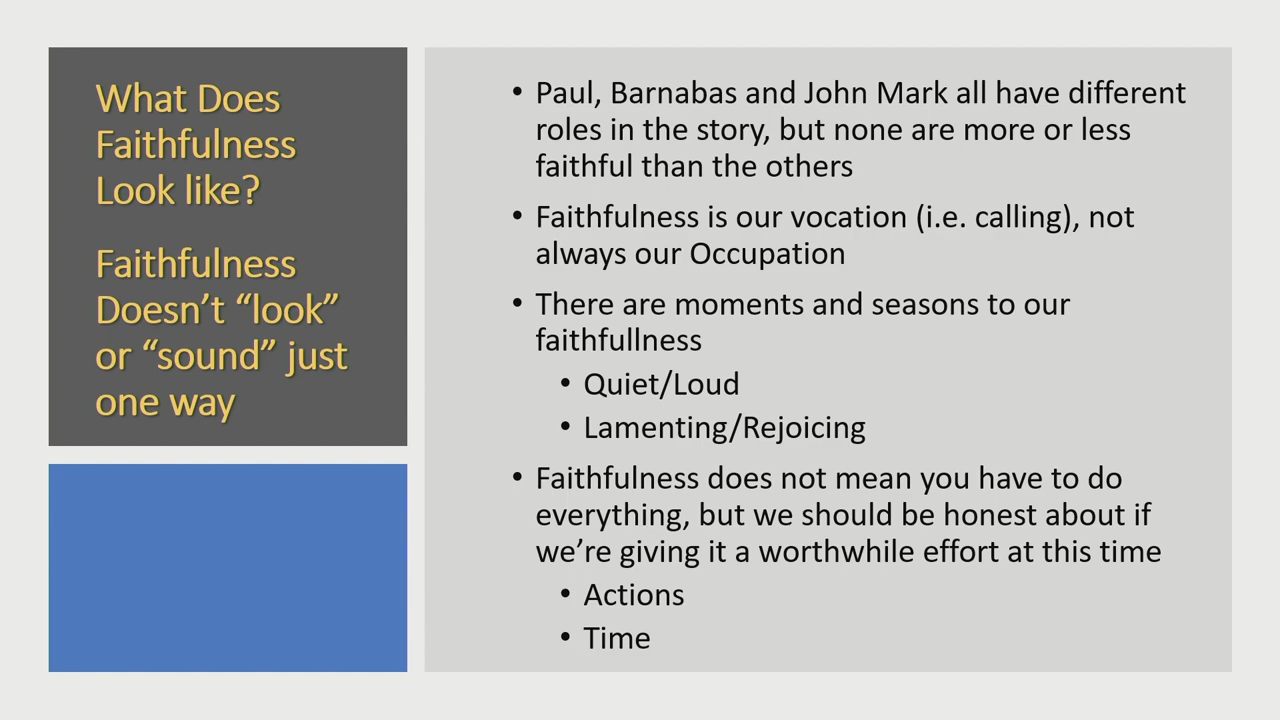 What Does
Faithfulness
Look like?
Faithfulness
Doesn’t “look”
or “sound” just
one way
• Paul, Barnabas and John Mark all have different
roles in the story, but none are more or less
faithful than the others
• Faithfulness is our vocation (i.e. calling), not
always our Occupation
• There are moments and seasons to our
faithfullness
• Quiet/Loud
• Lamenting/Rejoicing
• Faithfulness does not mean you have to do
everything, but we should be honest about if
we’re giving it a worthwhile effort at this time
• Actions
• Time